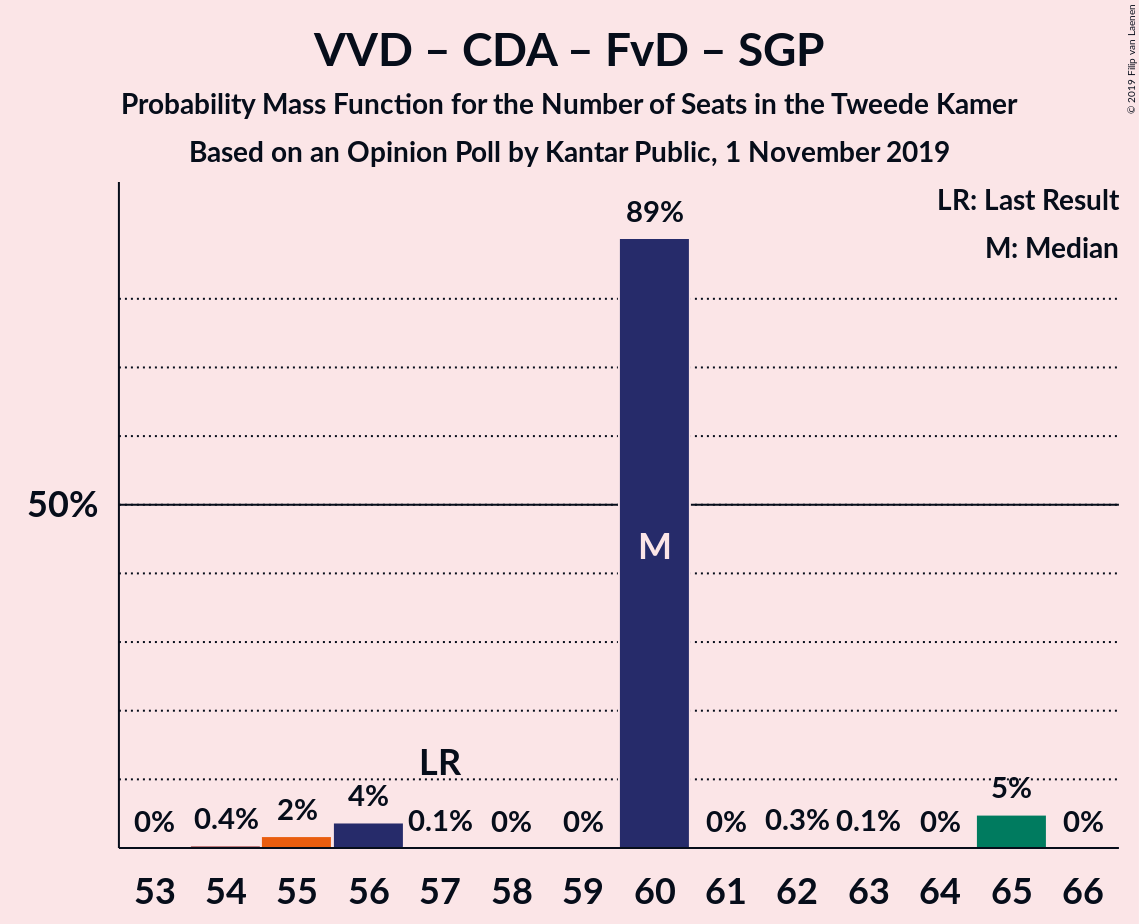 VVD – CDA – FvD – SGP
Probability Mass Function for the Number of Seats in the Tweede Kamer
Based on an Opinion Poll by Kantar Public, 1 November 2019
© 2019 Filip van Laenen
LR: Last Result
M: Median
89%
50%
M
LR
0% 0.4% 2% 4% 0.1% 0% 0% 0% 0.3% 0.1% 0% 5% 0%
53 54 55 56 57 58 59 60 61 62 63 64 65 66